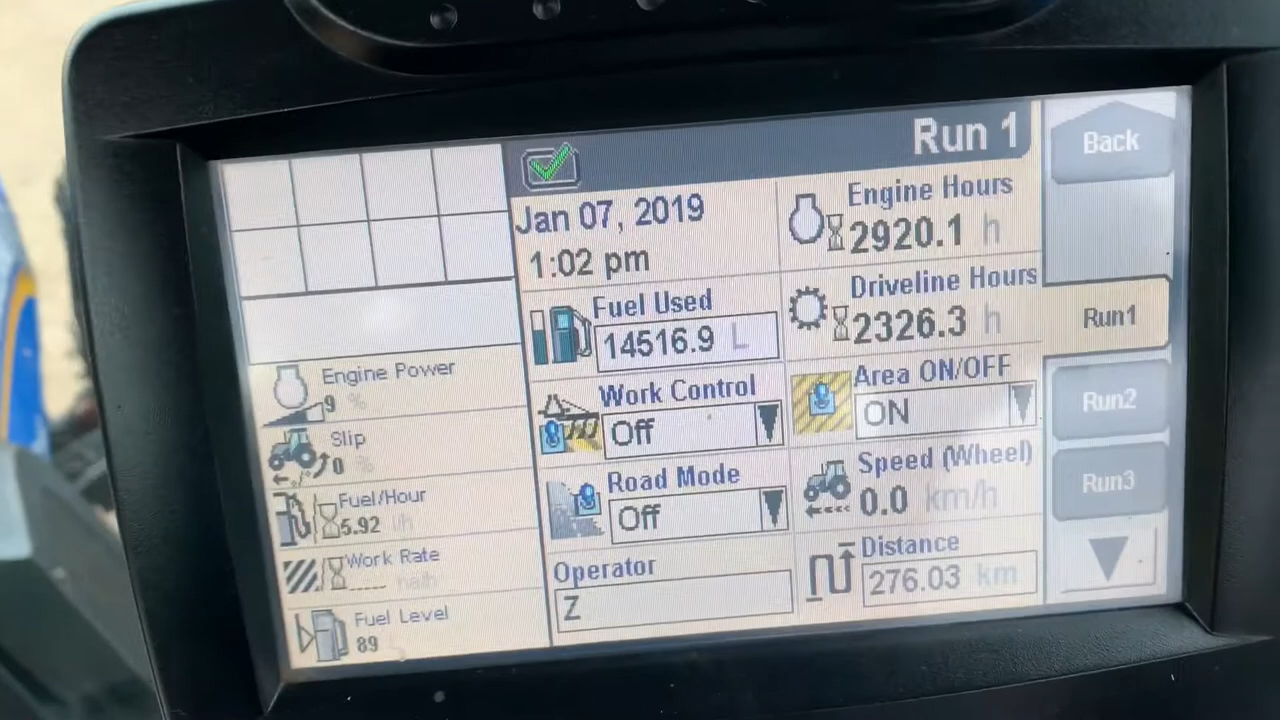 Run 1
Back
Jan 07, 2019
1:02 pm
Engine Hours
2920.1 h
Fuel Used
14516.9 L
Driveline Hours
2326.3 h
Run1
Engine Power
9 %
Work Control
Off
Area ON/OFF
ON
Run2
Slip
0 %
Road Mode
Off
Speed (Wheel)
0.0 km/h
Run3
Fuel/Hour
5.92 l/h
Work Rate
Operator
Z
Distance
276.03 km
Fuel Level
89